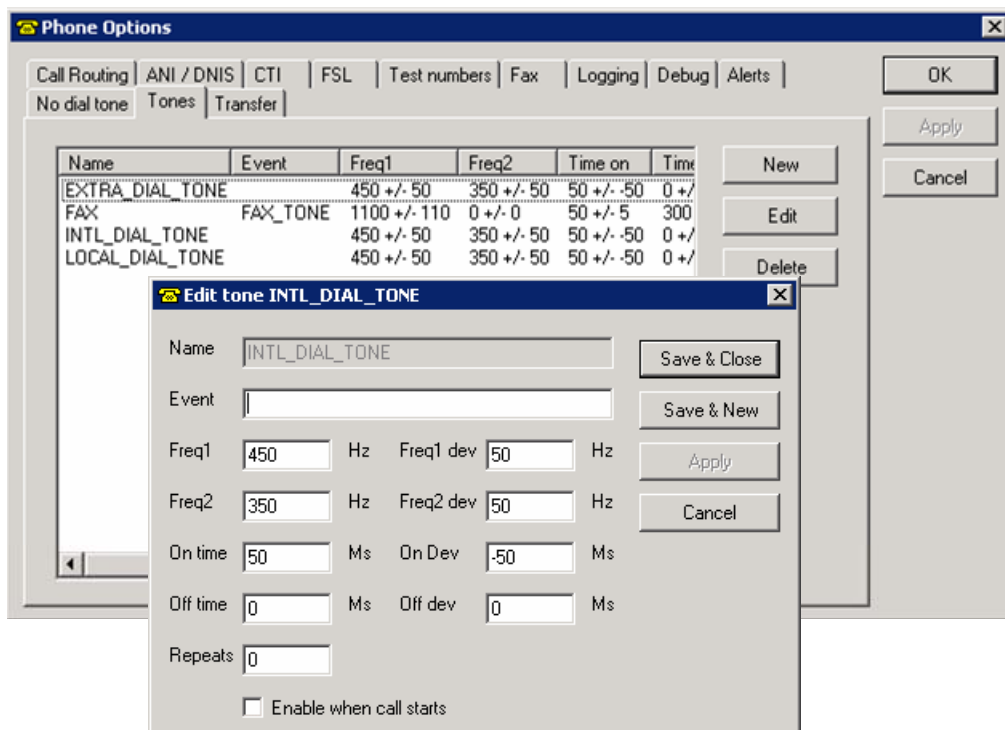 Phone Options
Call Routing ANI / DNIS CTI FSL Test numbers Fax Logging Debug Alerts
No dial tone Tones Transfer
OK
Apply
Cancel
Name Event Freq1 Freq2 Time on Time
EXTRA_DIAL_TONE 450 +/- 50 350 +/- 50 50 +/- -50 0 +/
FAX FAX_TONE 1100 +/- 110 0 +/- 0 50 +/- 5 300
INTL_DIAL_TONE 450 +/- 50 350 +/- 50 50 +/- -50 0 +/
LOCAL_DIAL_TONE 450 +/- 50 350 +/- 50 50 +/- -50 0 +/
New
Edit
Delete
Edit tone INTL_DIAL_TONE
Name INTL_DIAL_TONE
Event
Freq1 450 Hz Freq1 dev 50 Hz
Freq2 350 Hz Freq2 dev 50 Hz
On time 50 Ms On Dev -50 Ms
Off time 0 Ms Off dev 0 Ms
Repeats 0
Enable when call starts
Save & Close
Save & New
Apply
Cancel